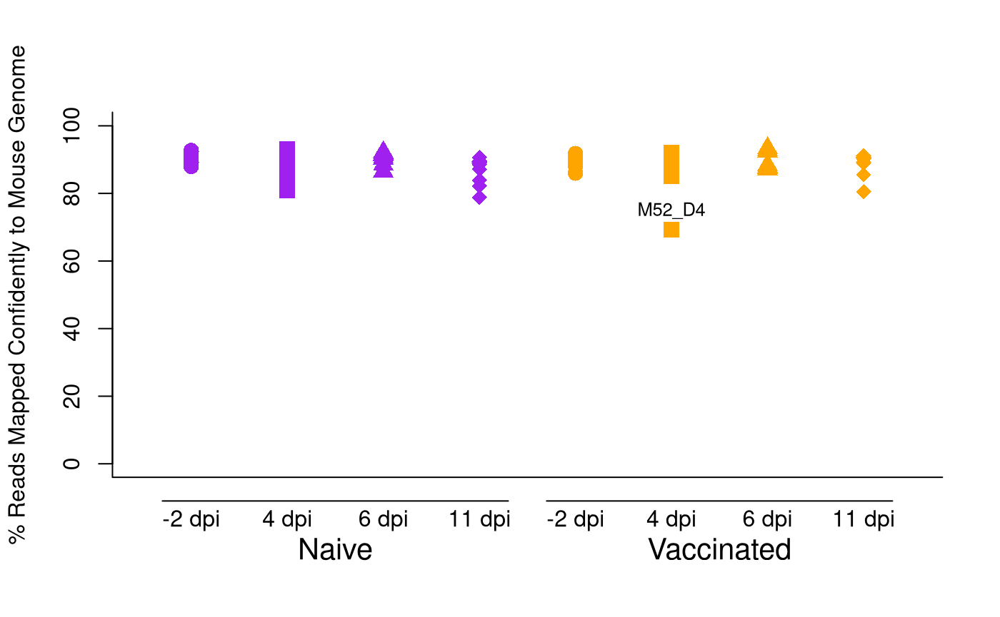 % Reads Mapped Confidently to Mouse Genome
100
80
60
40
20
0
M52_D4
-2 dpi 4 dpi 6 dpi 11 dpi -2 dpi 4 dpi 6 dpi 11 dpi
Naive Vaccinated